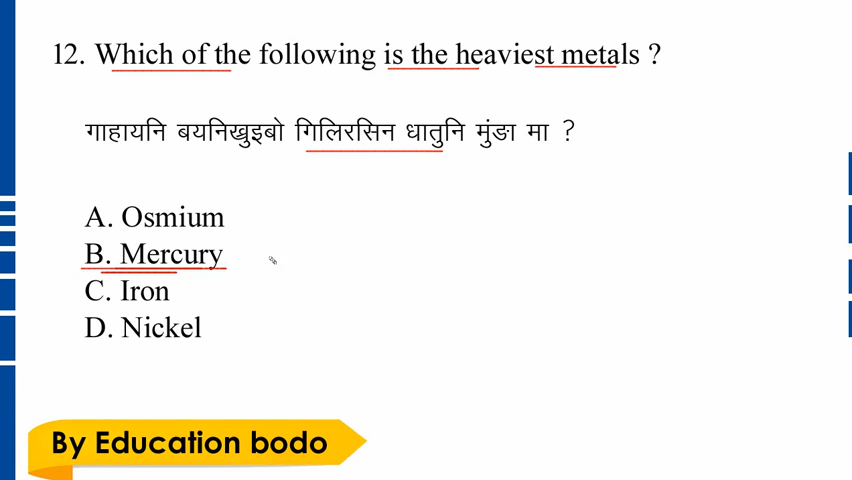 12. Which of the following is the heaviest metals ?
गाहायनि बयनिखुइबो गिलिरसिन धातुनि मुंङा मा ?
A. Osmium
B. Mercury
C. Iron
D. Nickel
By Education bodo